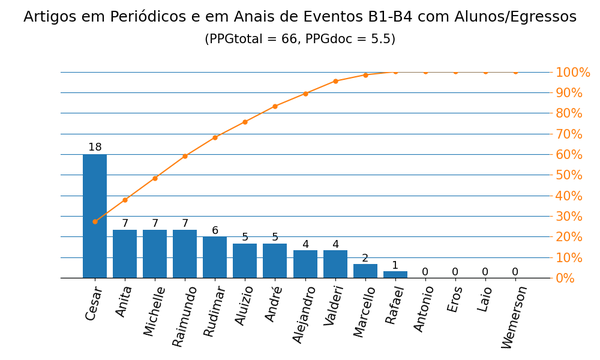 Artigos em Periódicos e em Anais de Eventos B1-B4 com Alunos/Egressos
(PPGtotal = 66, PPGdoc = 5.5)
100%
90%
80%
70%
60%
50%
40%
30%
20%
10%
0%
18
7
7
7
6
5
5
4
4
2
1
0
0
0
0
Cesar
Anita
Michelle
Raimundo
Rudimar
Aluizio
André
Alejandro
Valderi
Marcello
Rafael
Antonio
Eros
Laio
Wemerson